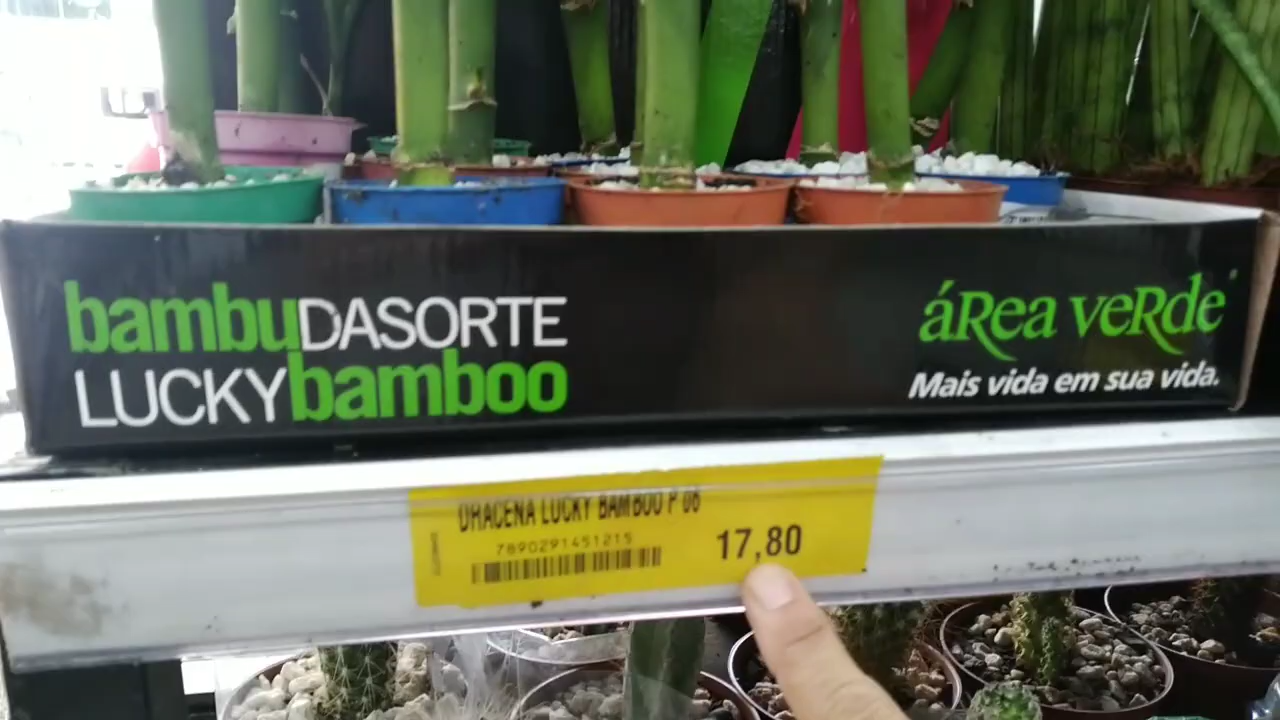 bambuDASORTE
LUCKYbamboo
áRea veRde
Mais vida em sua vida.
DRACENA LUCKY BAMBOO P 06
7890291451215
17,80